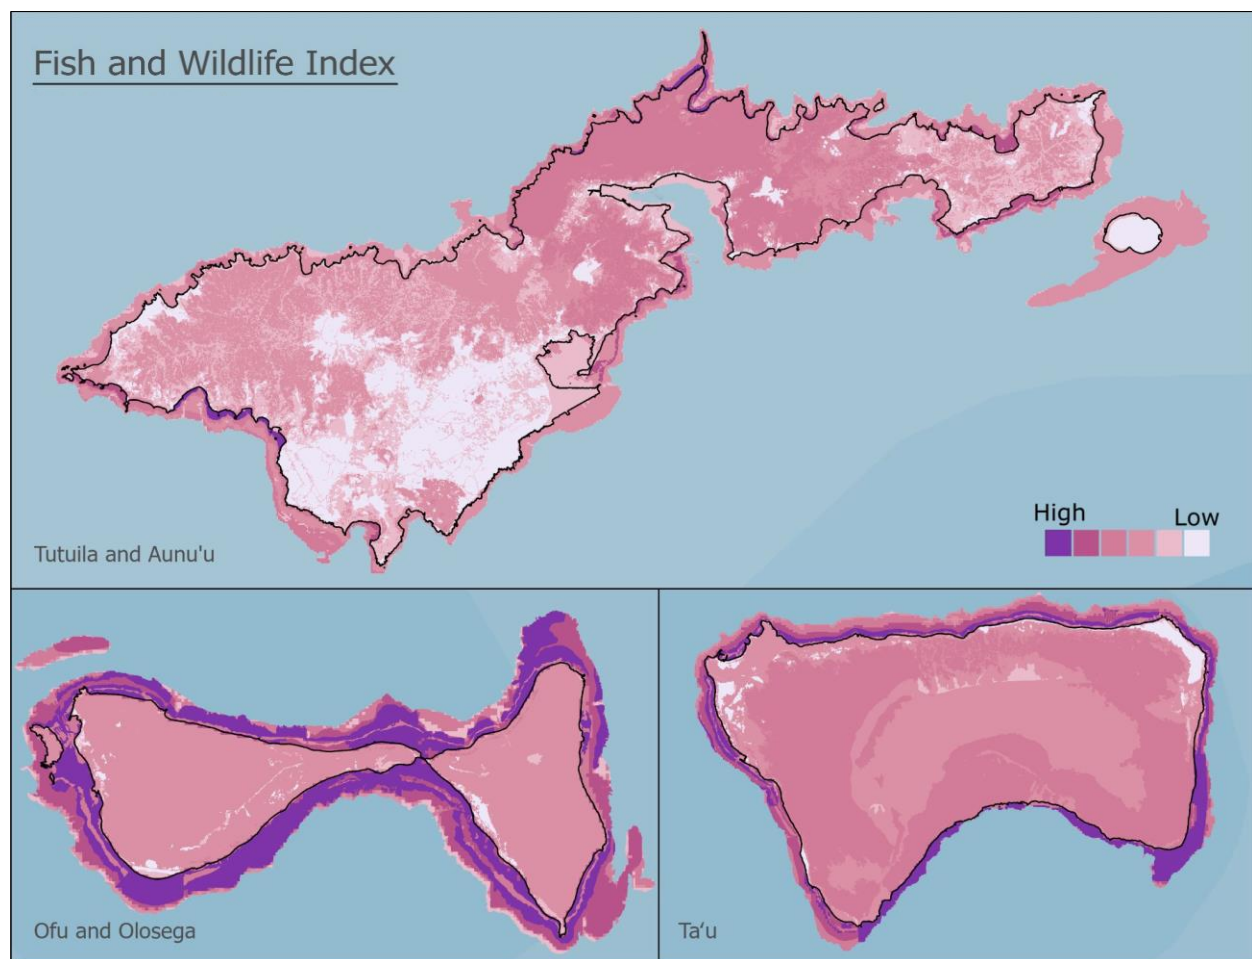 Fish and Wildlife Index
High Low
Tutuila and Aunu'u
Ofu and Olosega
Ta‘u